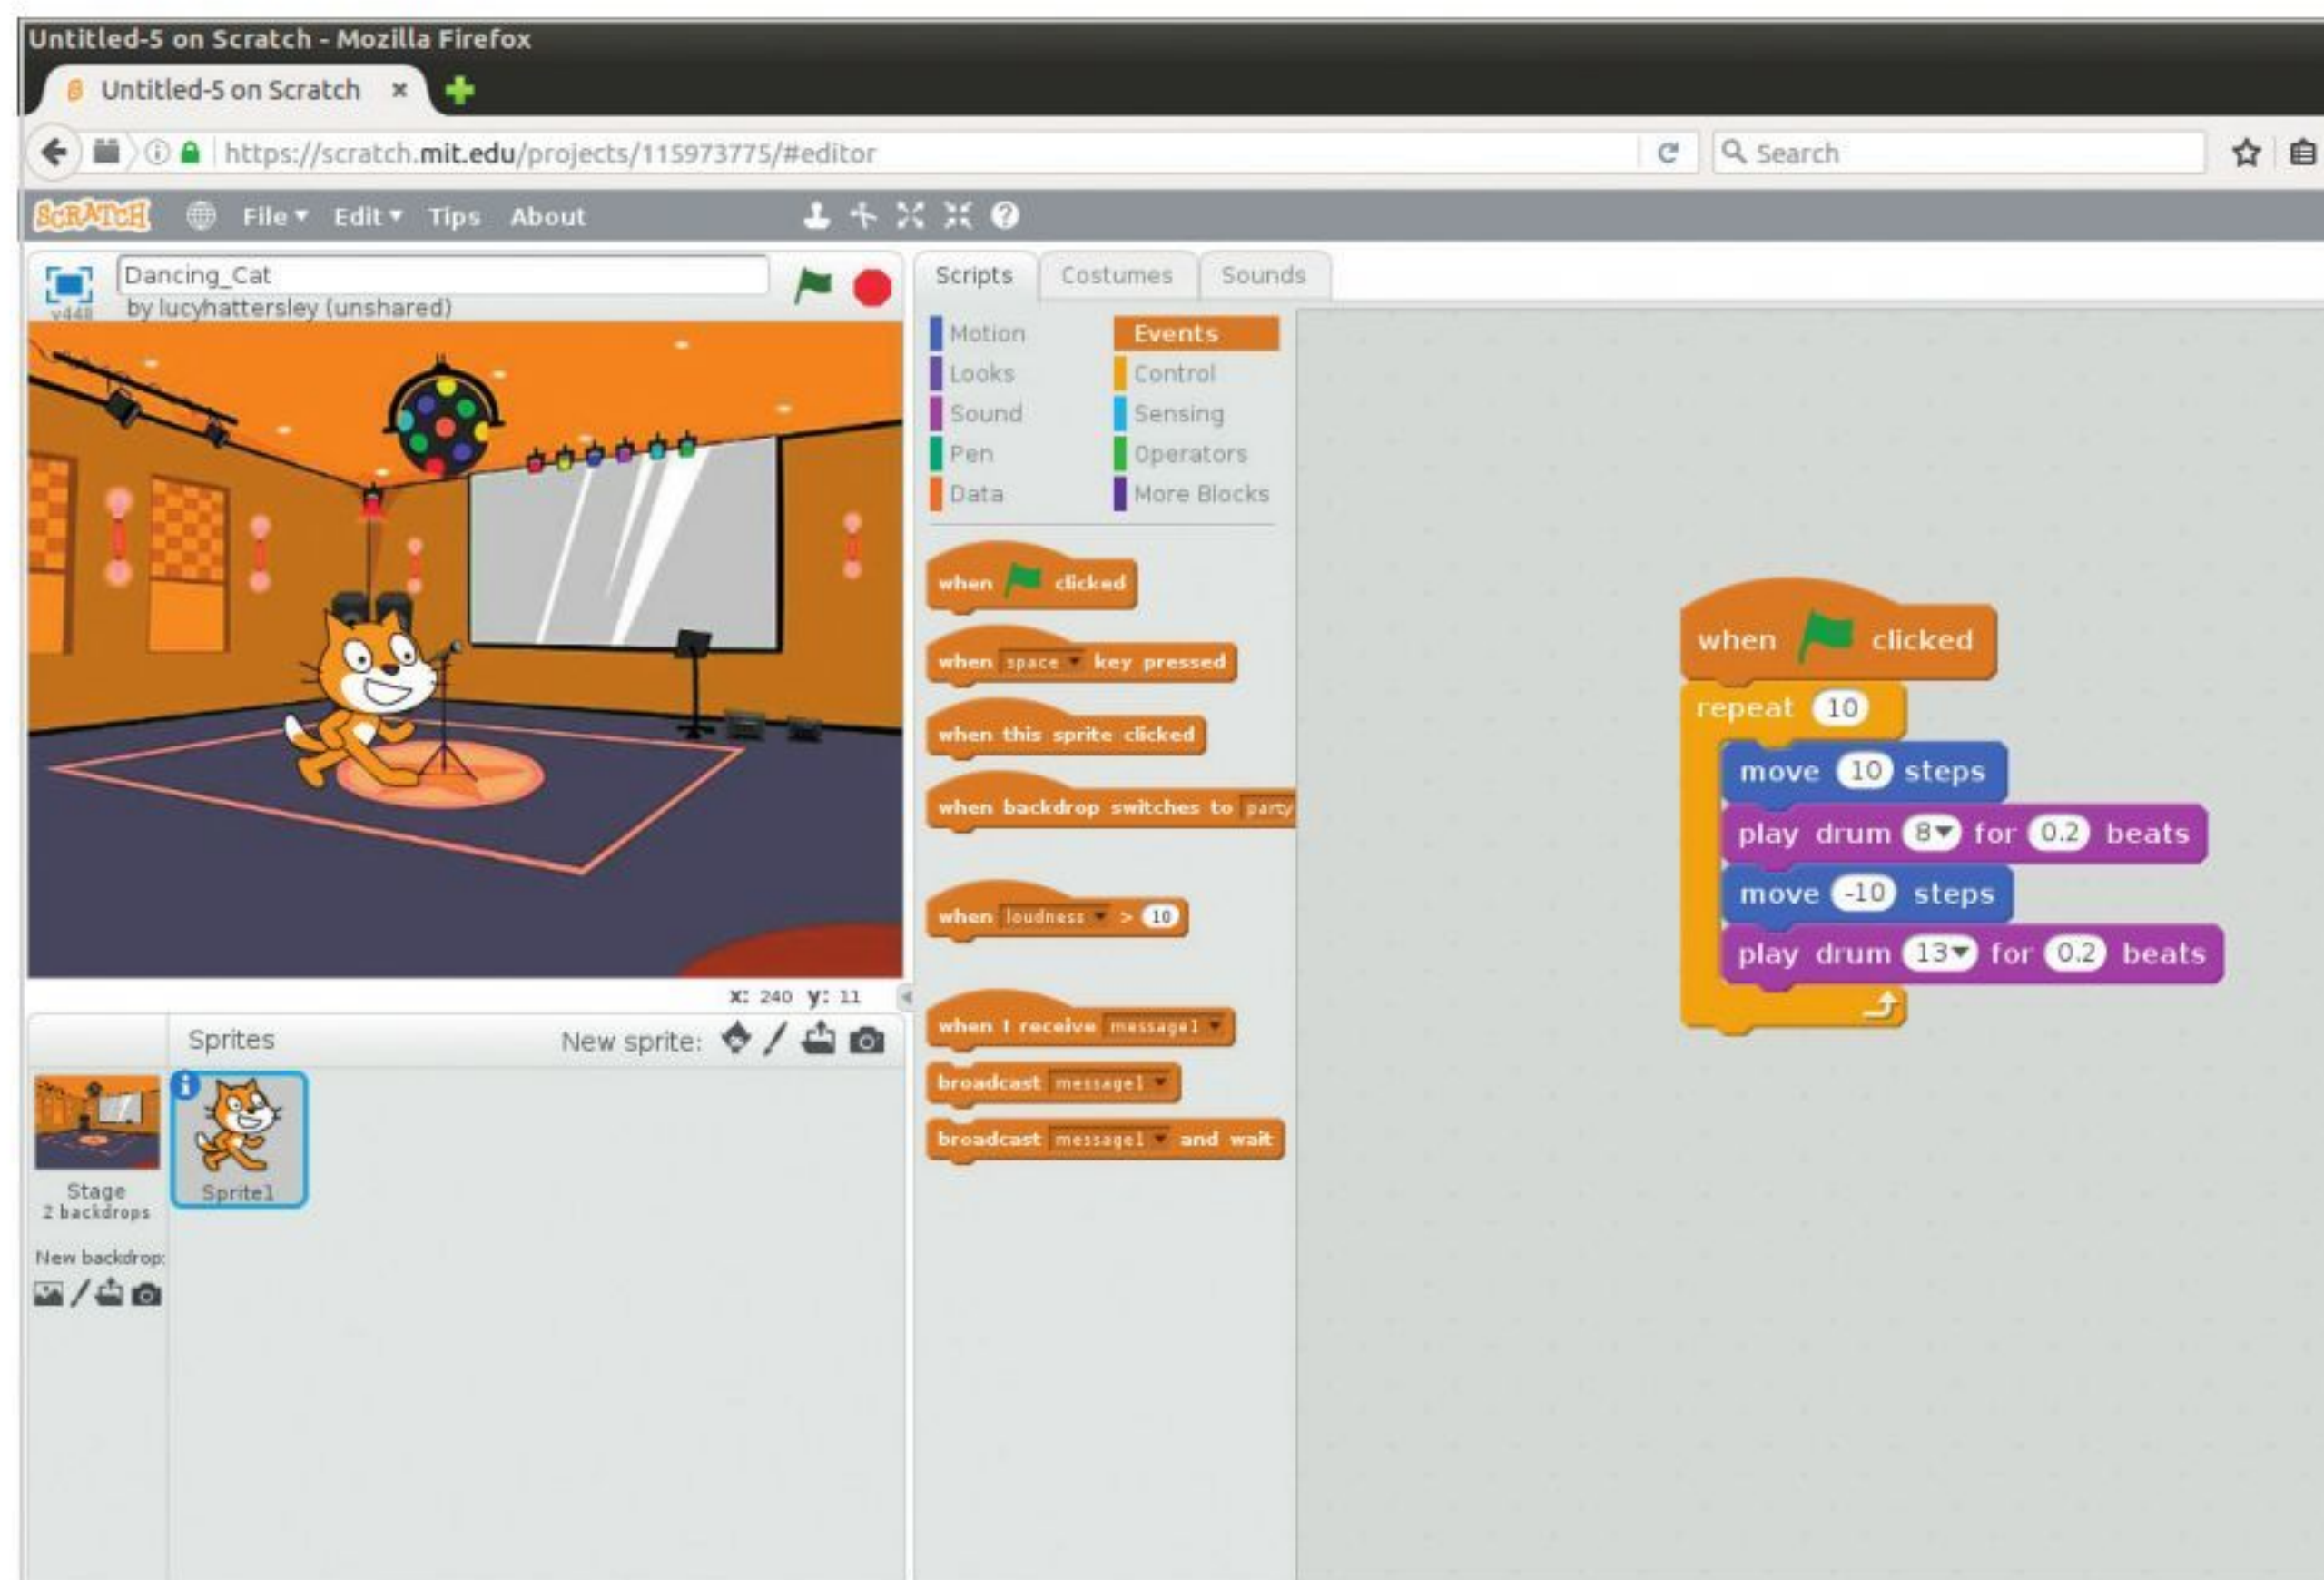 Untitled-5 on Scratch - Mozilla Firefox
Untitled-5 on Scratch
https://scratch.mit.edu/projects/115973775/#editor
Search
SCRATCH File Edit Tips About
Dancing_Cat
v448 by lucyhattersley (unshared)
x: 240 y: 11
Sprites New sprite:
Stage
2 backdrops
Sprite1
New backdrop:
Scripts Costumes Sounds
Motion Events
Looks Control
Sound Sensing
Pen Operators
Data More Blocks
when clicked
when space key pressed
when this sprite clicked
when backdrop switches to party
when loudness > 10
when I receive message1
broadcast message1
broadcast message1 and wait
when clicked
repeat 10
move 10 steps
play drum 8 for 0.2 beats
move -10 steps
play drum 13 for 0.2 beats